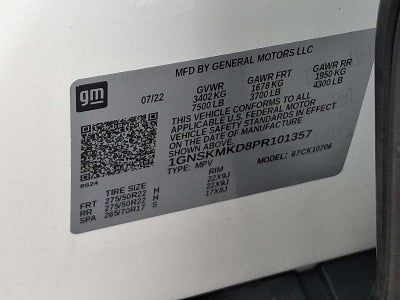 gm
MFD BY GENERAL MOTORS LLC
07/22 GVWR GAWR FRT GAWR RR
3402 KG 1678 KG 1950 KG
7500 LB 3700 LB 4300 LB
THIS VEHICLE CONFORMS TO ALL
APPLICABLE U.S. FEDERAL MOTOR
VEHICLE SAFETY STANDARDS IN EFFECT
ON THE DATE OF MANUFACTURE
1GNSKMKD8PR101357
TYPE: MPV MODEL: 87CK10706
8624
TIRE SIZE RIM
FRT 275/50R22 H 22X9J
RR 275/50R22 H 22X9J
SPA 265/70R17 S 17X8J